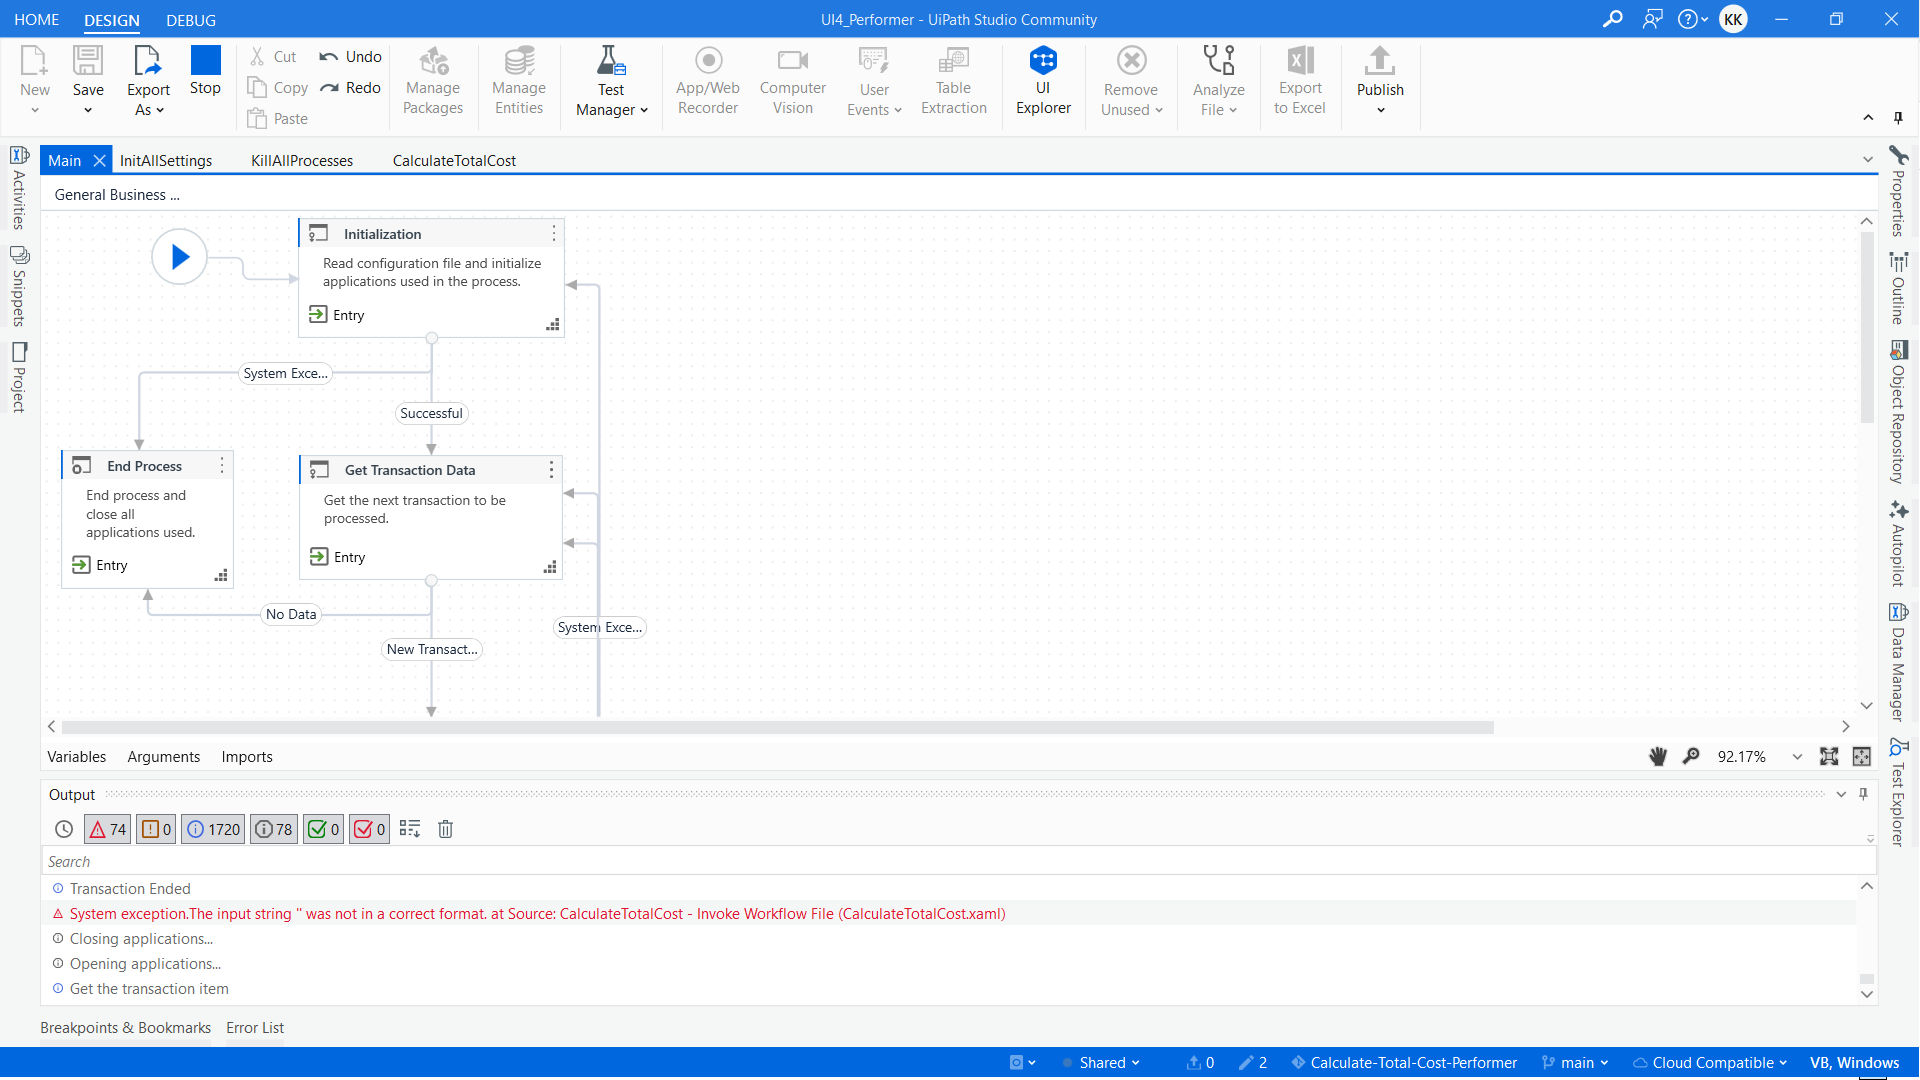 HOME DESIGN DEBUG UI4_Performer - UiPath Studio Community KK
New Save Export As Stop Cut Copy Paste Undo Redo Manage Packages Manage Entities Test Manager App/Web Recorder Computer Vision User Events Table Extraction UI Explorer Remove Unused Analyze File Export to Excel Publish
Main InitAllSettings KillAllProcesses CalculateTotalCost
General Business ...
Activities
Snippets
Project
Initialization
Read configuration file and initialize
applications used in the process.
Entry
System Exce...
Successful
End Process
End process and
close all
applications used.
Entry
Get Transaction Data
Get the next transaction to be
processed.
Entry
No Data
System Exce...
New Transact...
Properties
Outline
Object Repository
Autopilot
Data Manager
Test Explorer
Variables Arguments Imports 92.17%
Output
74 0 1720 78 0 0
Search
Transaction Ended
System exception.The input string '' was not in a correct format. at Source: CalculateTotalCost - Invoke Workflow File (CalculateTotalCost.xaml)
Closing applications...
Opening applications...
Get the transaction item
Breakpoints & Bookmarks Error List
Shared 0 2 Calculate-Total-Cost-Performer main Cloud Compatible VB, Windows